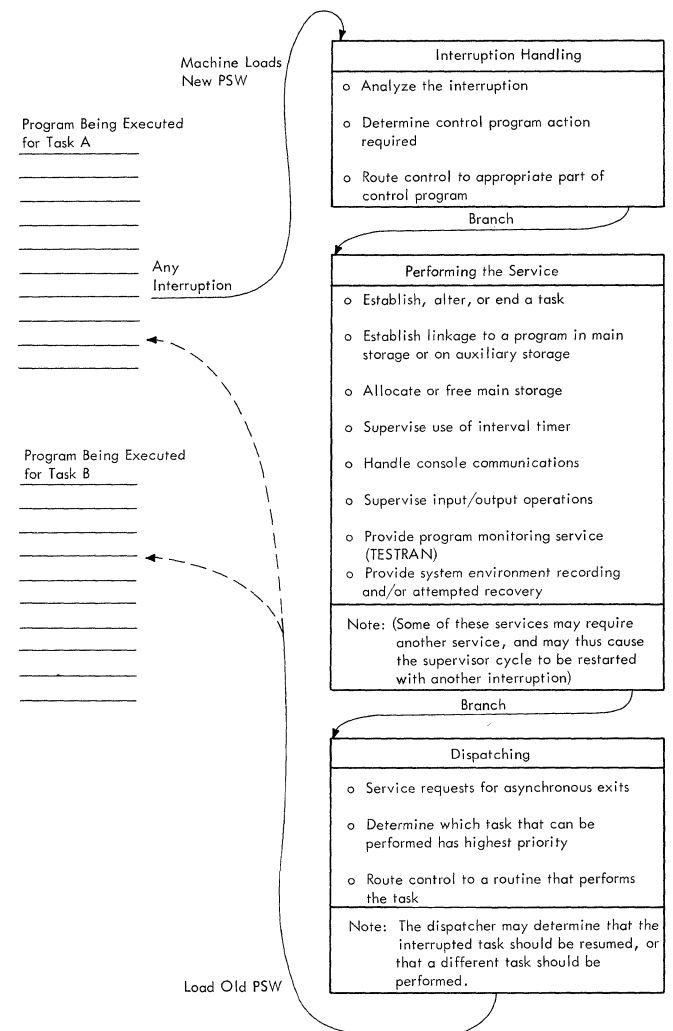 Machine Loads
New PSW
Program Being Executed
for Task A
Any
Interruption
Interruption Handling
o Analyze the interruption
o Determine control program action
required
o Route control to appropriate part of
control program
Branch
Performing the Service
o Establish, alter, or end a task
o Establish linkage to a program in main
storage or on auxiliary storage
o Allocate or free main storage
o Supervise use of interval timer
o Handle console communications
o Supervise input/output operations
o Provide program monitoring service
(TESTRAN)
o Provide system environment recording
and/or attempted recovery
Note: (Some of these services may require
another service, and may thus cause
the supervisor cycle to be restarted
with another interruption)
Program Being Executed
for Task B
Branch
Dispatching
o Service requests for asynchronous exits
o Determine which task that can be
performed has highest priority
o Route control to a routine that performs
the task
Note: The dispatcher may determine that the
interrupted task should be resumed, or
that a different task should be
performed.
Load Old PSW